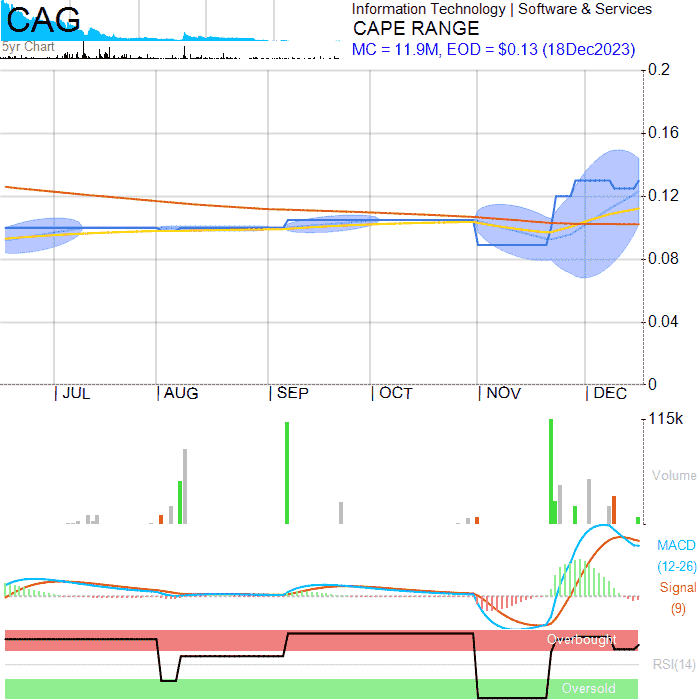 CAG
5yr Chart
Information Technology | Software & Services
CAPE RANGE
MC = 11.9M, EOD = $0.13 (18Dec2023)
0.2
0.16
0.12
0.08
0.04
0
| JUL | AUG | SEP | OCT | NOV | DEC
115k
Volume
MACD
(12-26)
Signal
(9)
Overbought
RSI(14)
Oversold